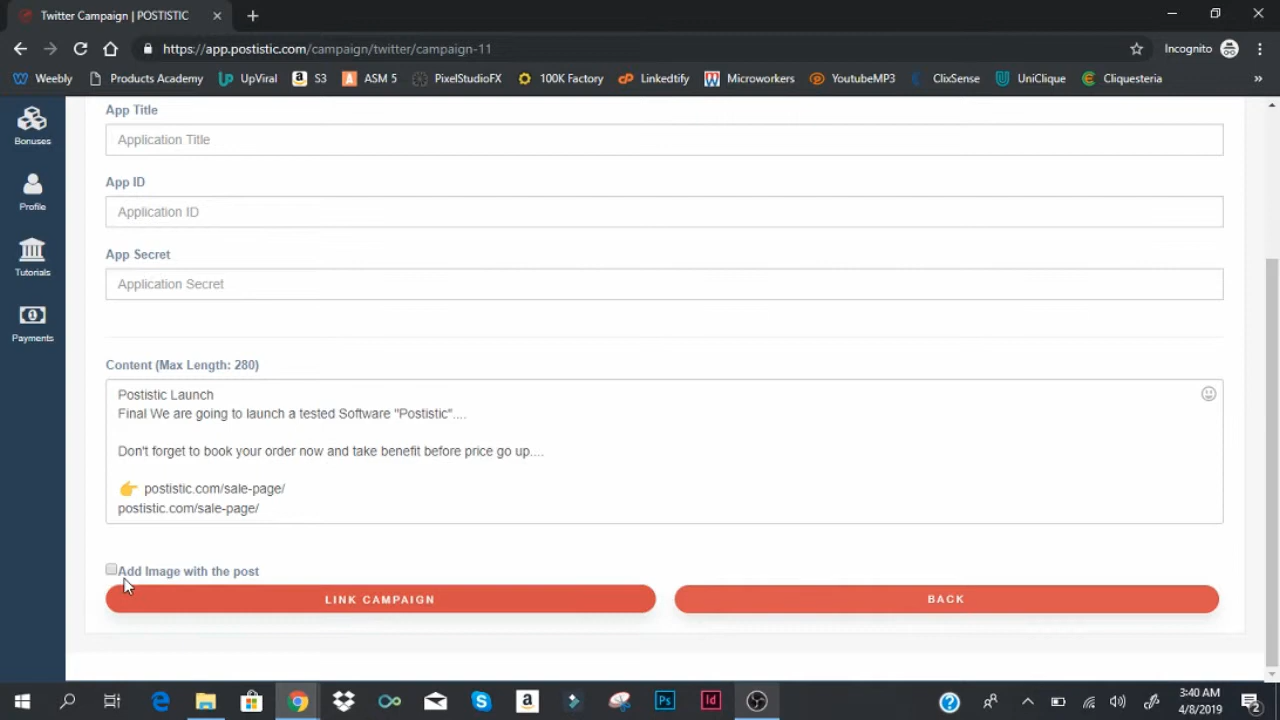 Twitter Campaign | POSTISTIC
https://app.postistic.com/campaign/twitter/campaign-11
Incognito
Weebly
Products Academy
UpViral
S3
ASM 5
PixelStudioFX
100K Factory
Linkedtify
Microworkers
YoutubeMP3
ClixSense
UniClique
Cliquesteria
»
Bonuses
Profile
Tutorials
Payments
App Title
Application Title
App ID
Application ID
App Secret
Application Secret
Content (Max Length: 280)
Postistic Launch
Final We are going to launch a tested Software "Postistic"....
Don't forget to book your order now and take benefit before price go up....
👉 postistic.com/sale-page/
postistic.com/sale-page/
Add Image with the post
LINK CAMPAIGN
BACK
3:40 AM
4/8/2019
2